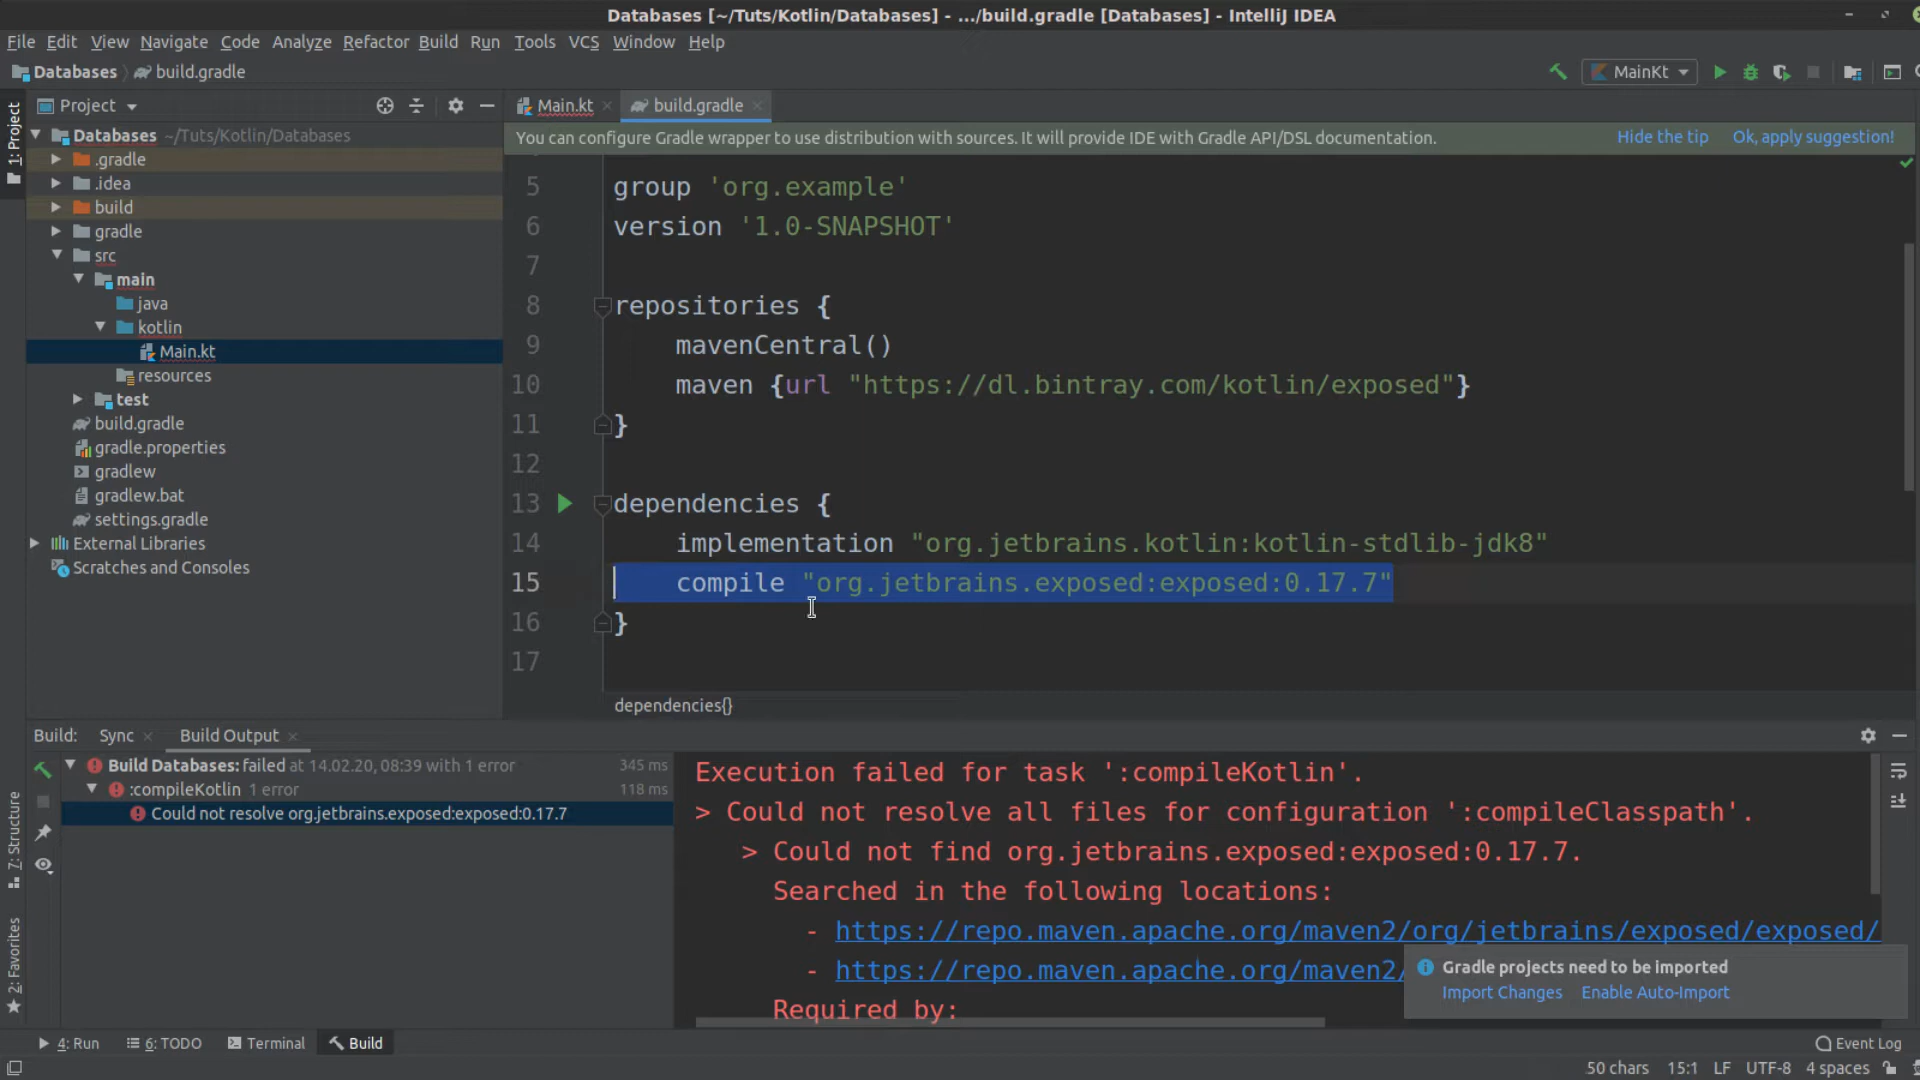 Databases [~/Tuts/Kotlin/Databases] - .../build.gradle [Databases] - IntelliJ IDEA
File Edit View Navigate Code Analyze Refactor Build Run Tools VCS Window Help
Databases build.gradle
MainKt
1: Project
Project
Main.kt build.gradle
You can configure Gradle wrapper to use distribution with sources. It will provide IDE with Gradle API/DSL documentation.
Hide the tip Ok, apply suggestion!
Databases ~/Tuts/Kotlin/Databases
.gradle
.idea
build
gradle
src
main
java
kotlin
Main.kt
resources
test
build.gradle
gradle.properties
gradlew
gradlew.bat
settings.gradle
External Libraries
Scratches and Consoles
5 group 'org.example'
6 version '1.0-SNAPSHOT'
7
8 repositories {
9 mavenCentral()
10 maven {url "https://dl.bintray.com/kotlin/exposed"}
11 }
12
13 dependencies {
14 implementation "org.jetbrains.kotlin:kotlin-stdlib-jdk8"
15 compile "org.jetbrains.exposed:exposed:0.17.7"
16 }
17
dependencies{}
Build: Sync Build Output
Build Databases: failed at 14.02.20, 08:39 with 1 error 345 ms
:compileKotlin 1 error 118 ms
Could not resolve org.jetbrains.exposed:exposed:0.17.7
Execution failed for task ':compileKotlin'.
> Could not resolve all files for configuration ':compileClasspath'.
> Could not find org.jetbrains.exposed:exposed:0.17.7.
Searched in the following locations:
- https://repo.maven.apache.org/maven2/org/jetbrains/exposed/exposed/
- https://repo.maven.apache.org/maven2/
Required by:
Gradle projects need to be imported
Import Changes Enable Auto-Import
7: Structure
2: Favorites
4: Run 6: TODO Terminal Build
Event Log
50 chars 15:1 LF UTF-8 4 spaces